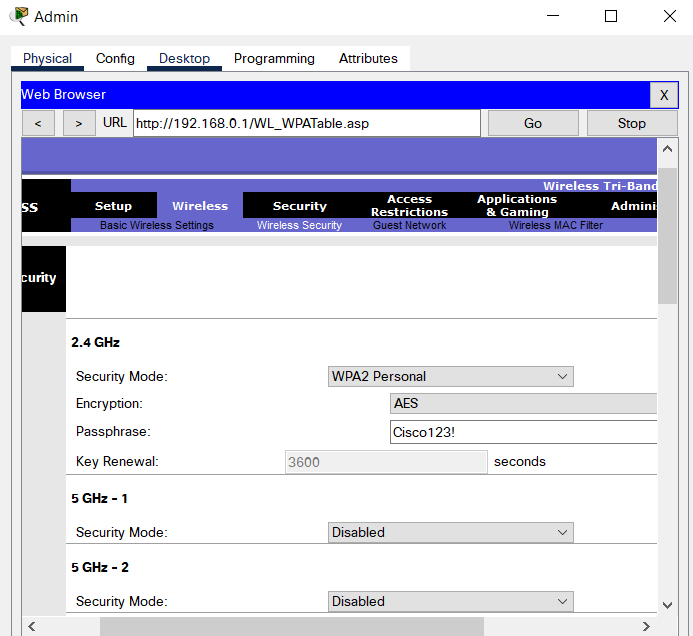 Admin
Physical Config Desktop Programming Attributes
Web Browser X
< > URL http://192.168.0.1/WL_WPATable.asp Go Stop
Wireless Tri-Band
ss Setup Wireless Security Access Restrictions Applications & Gaming Adminis
Basic Wireless Settings Wireless Security Guest Network Wireless MAC Filter
curity
2.4 GHz
Security Mode: WPA2 Personal
Encryption: AES
Passphrase: Cisco123!
Key Renewal: 3600 seconds
5 GHz - 1
Security Mode: Disabled
5 GHz - 2
Security Mode: Disabled